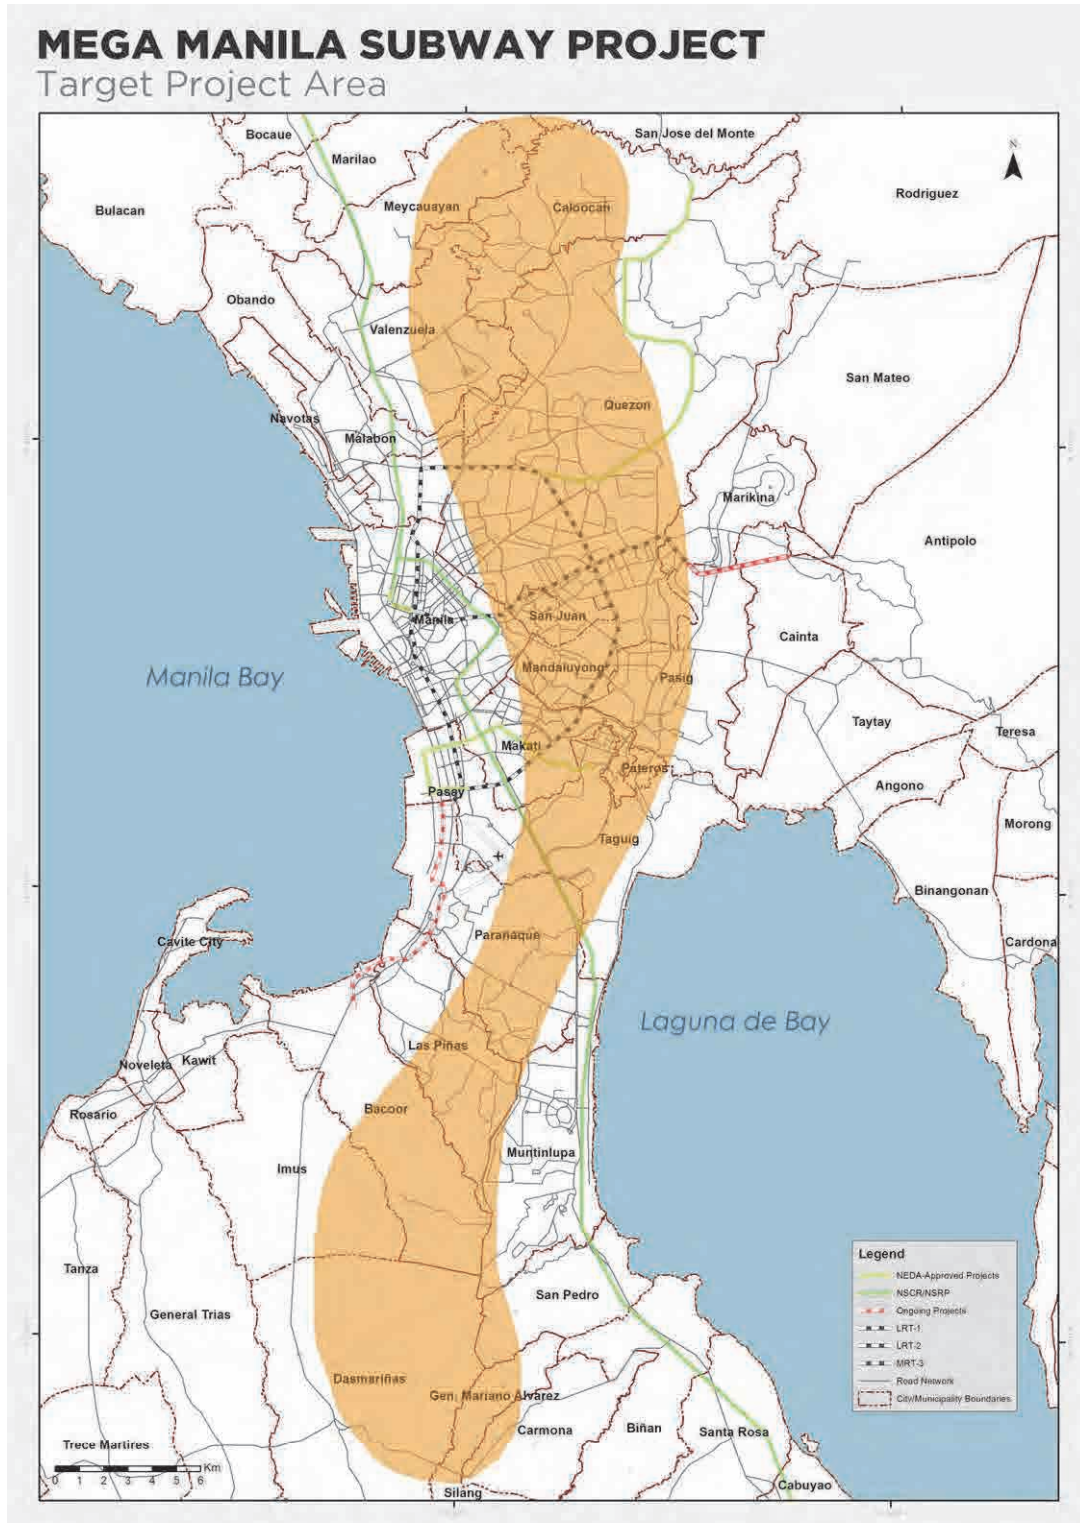 MEGA MANILA SUBWAY PROJECT
Target Project Area
Bocaue
San Jose del Monte
Marilao
N
Rodriguez
Bulacan
Meycauayan
Caloocan
Obando
Valenzuela
San Mateo
Quezon
Navotas
Malabon
Marikina
Antipolo
San Juan
Manila
Cainta
Mandaluyong
Manila Bay
Pasig
Taytay
Teresa
Makati
Pateros
Angono
Pasay
Morong
Taguig
Binangonan
Parañaque
Cavite City
Cardona
Laguna de Bay
Las Piñas
Noveleta
Kawit
Rosario
Bacoor
Muntinlupa
Imus
Legend
NEDA-Approved Projects
NSCR/NSRP
Ongoing Projects
LRT-1
LRT-2
MRT-3
Road Network
City/Municipality Boundaries
Tanza
San Pedro
General Trias
Dasmariñas
Gen. Mariano Alvarez
Carmona
Biñan
Santa Rosa
Trece Martires
Km
0 1 2 3 4 5 6
Silang
Cabuyao